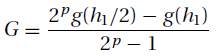 G = \frac{2^p g(h_1/2) - g(h_1)}{2^p - 1}